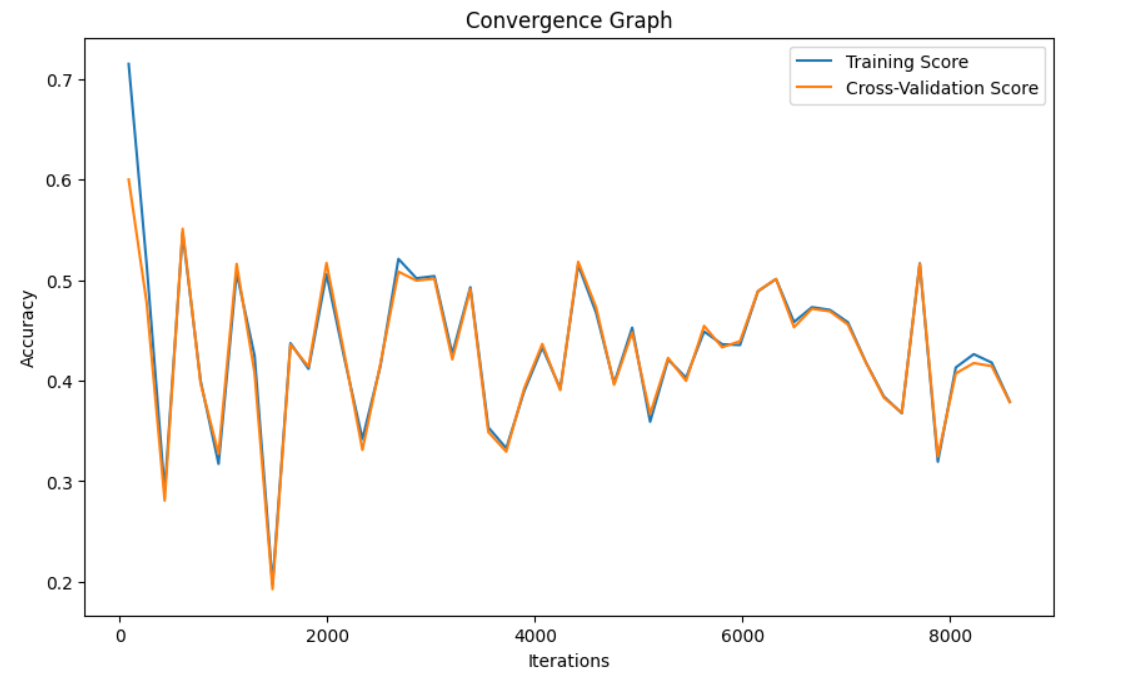 Convergence Graph
Training Score
Cross-Validation Score
0.7
0.6
0.5
0.4
0.3
0.2
Accuracy
0 2000 4000 6000 8000
Iterations